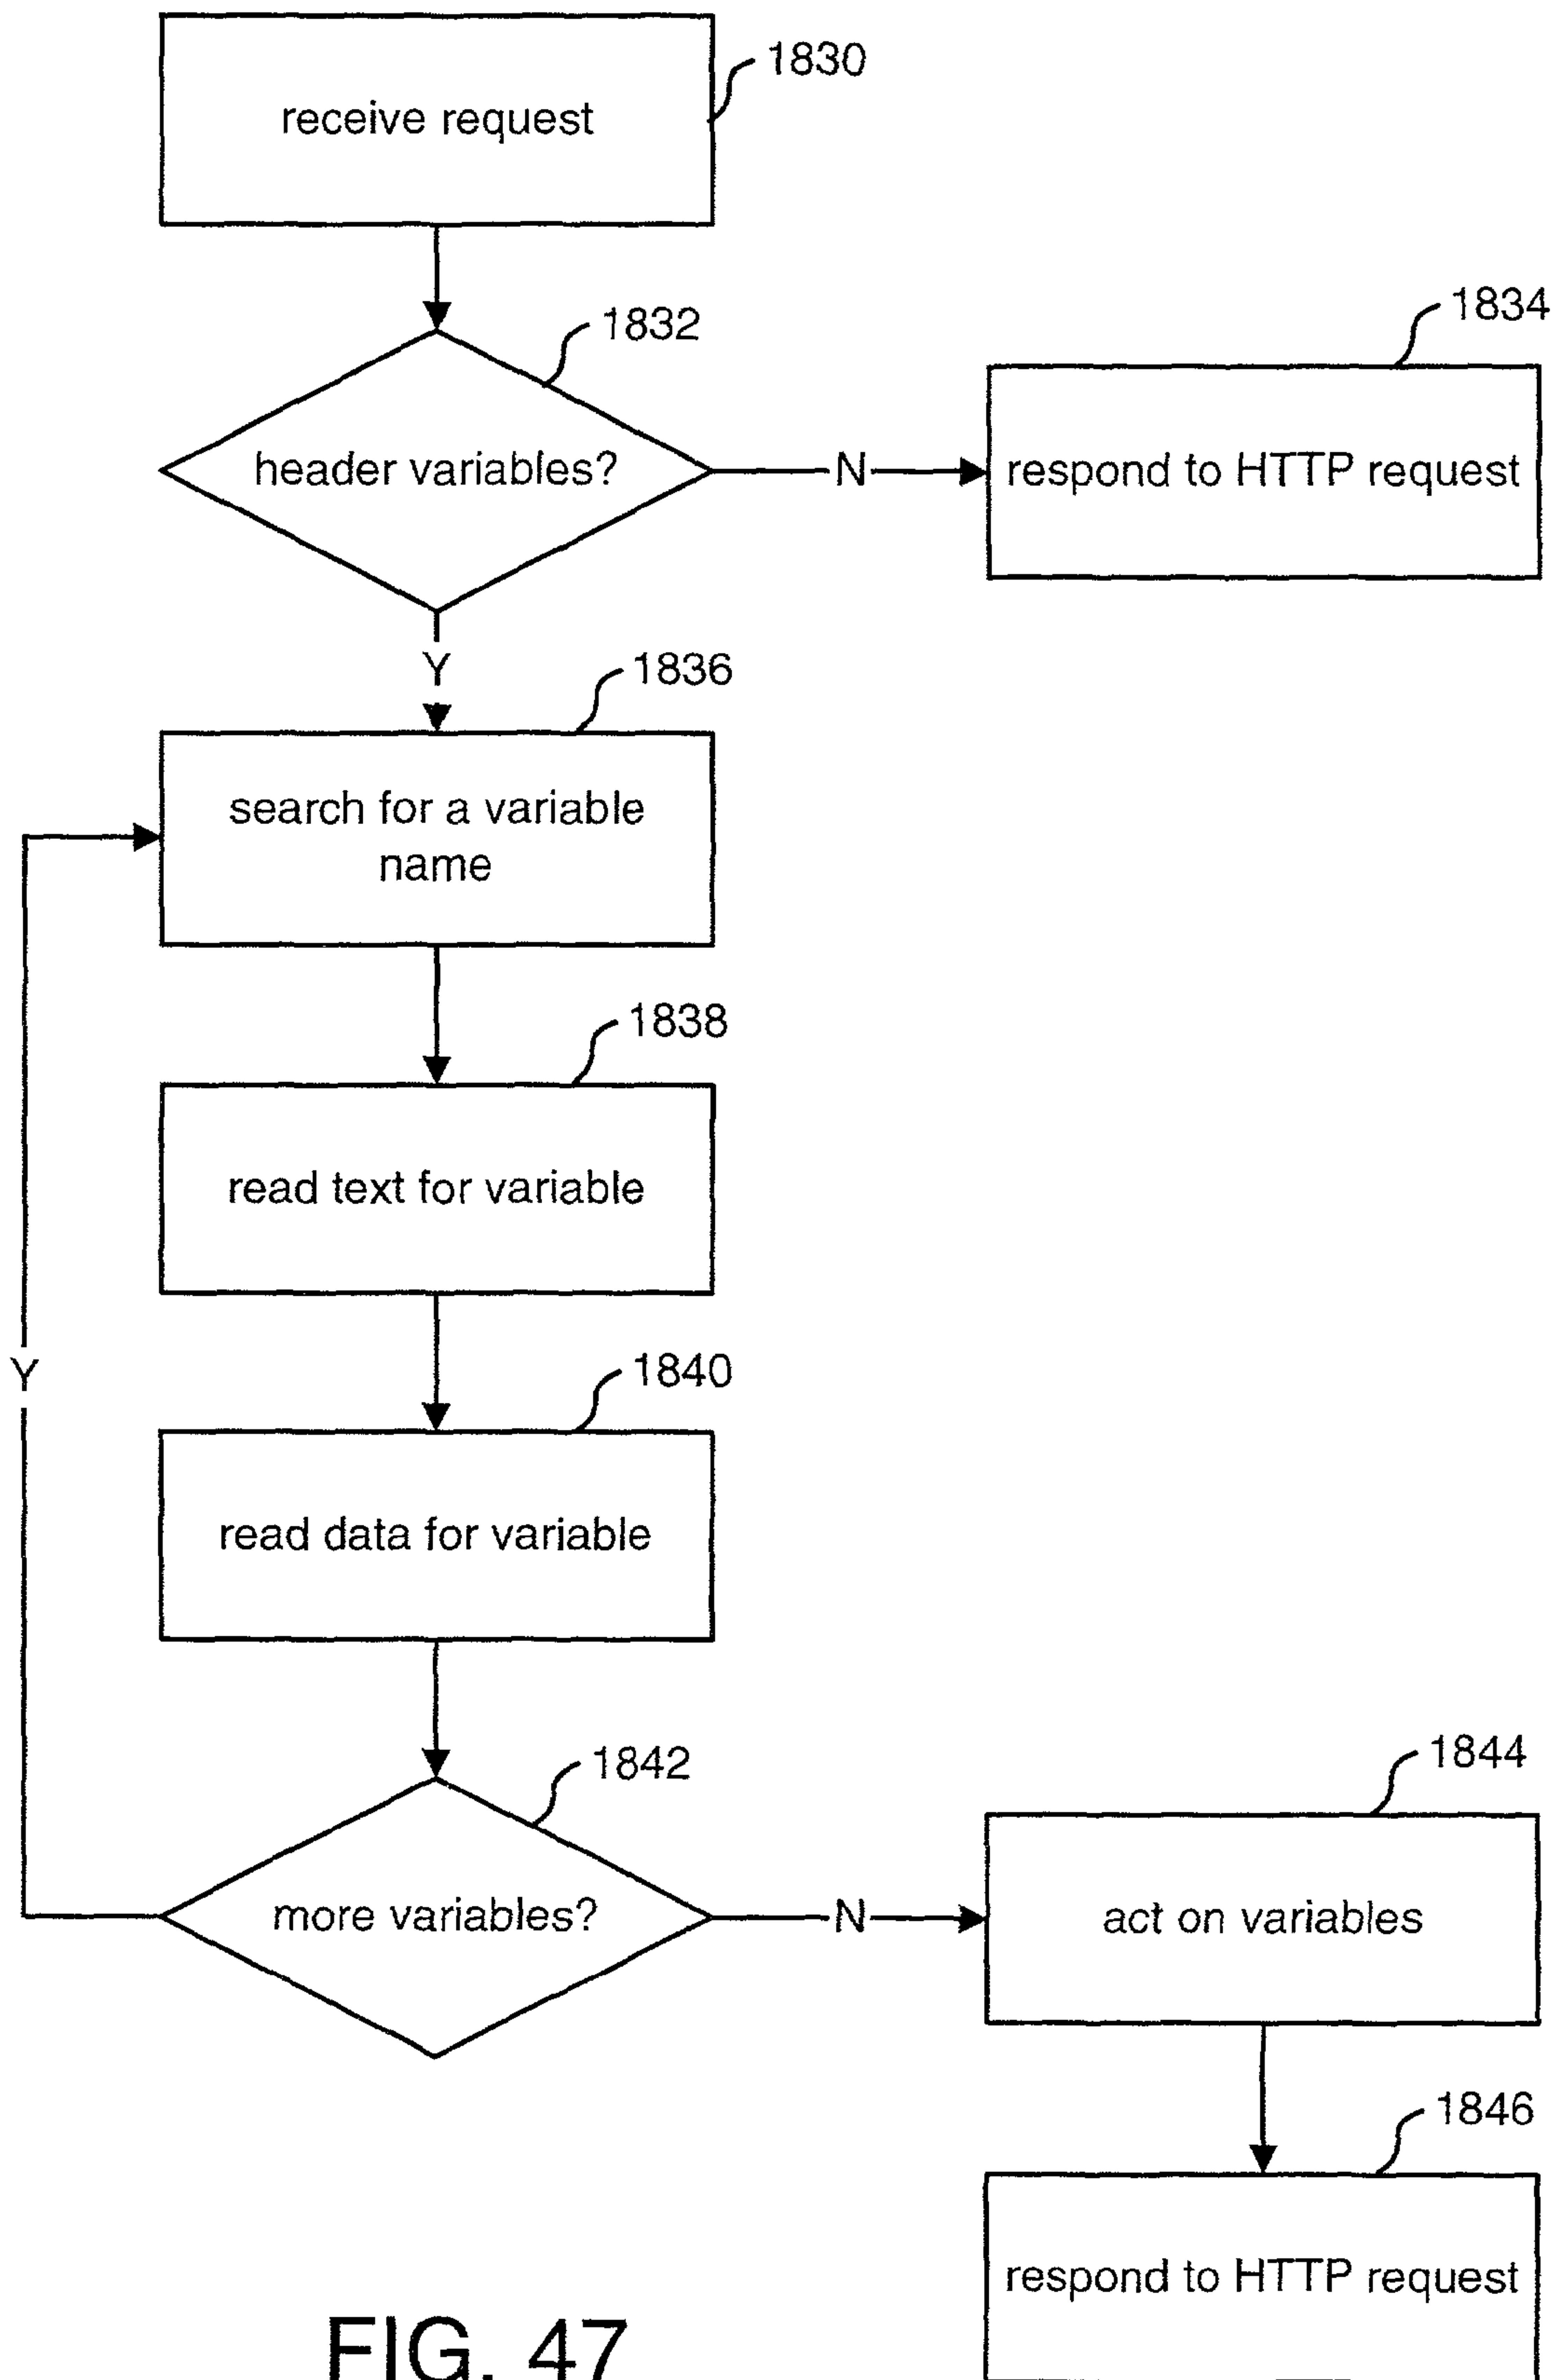 receive request
1830
1832
header variables?
N
1834
respond to HTTP request
Y
1836
search for a variable
name
1838
read text for variable
Y
1840
read data for variable
1842
more variables?
N
1844
act on variables
1846
respond to HTTP request
FIG. 47